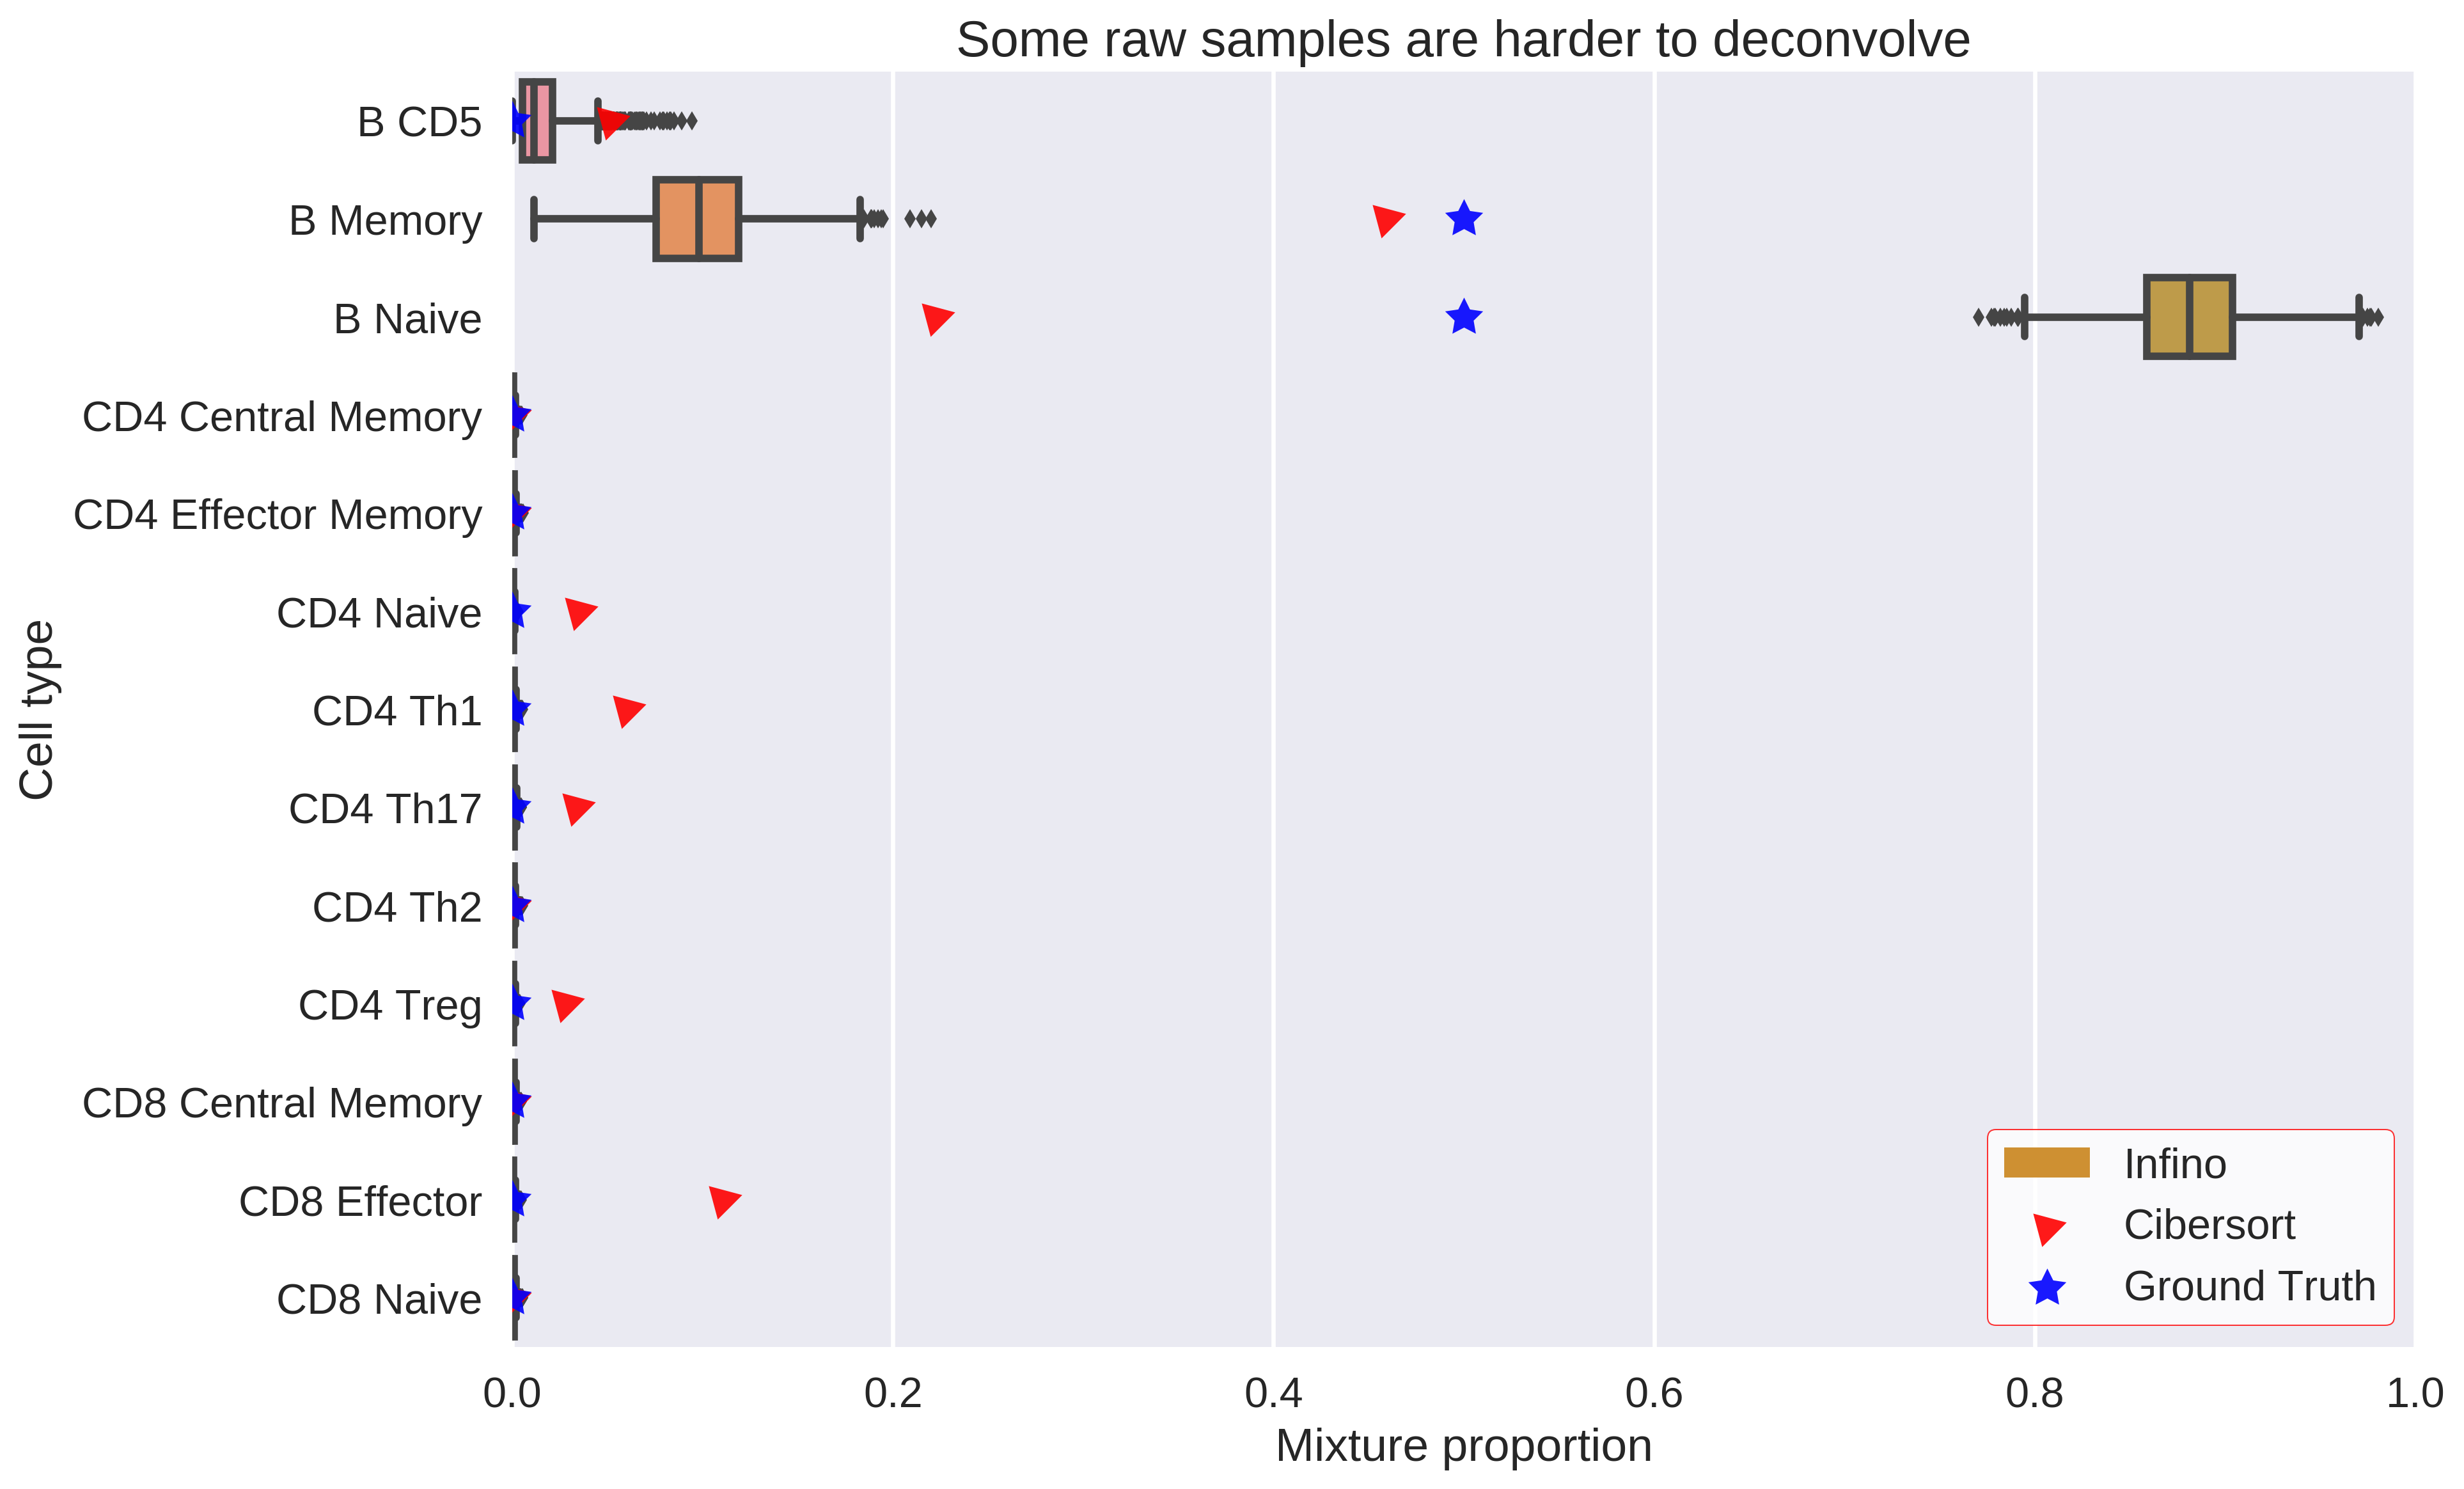 Some raw samples are harder to deconvolve
B CD5
B Memory
B Naive
CD4 Central Memory
CD4 Effector Memory
CD4 Naive
CD4 Th1
CD4 Th17
CD4 Th2
CD4 Treg
CD8 Central Memory
CD8 Effector
CD8 Naive
Cell type
Infino
Cibersort
Ground Truth
0.0 0.2 0.4 0.6 0.8 1.0
Mixture proportion